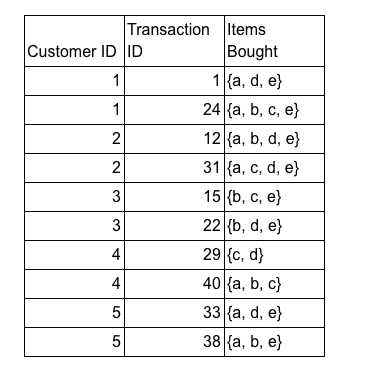 Customer ID Transaction ID Items Bought
1 1 {a, d, e}
1 24 {a, b, c, e}
2 12 {a, b, d, e}
2 31 {a, c, d, e}
3 15 {b, c, e}
3 22 {b, d, e}
4 29 {c, d}
4 40 {a, b, c}
5 33 {a, d, e}
5 38 {a, b, e}